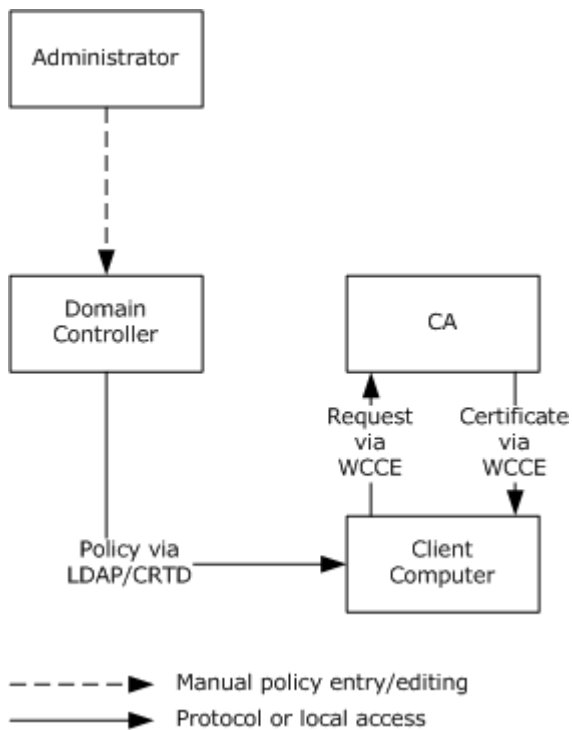 Administrator
Domain
Controller
CA
Request
via
WCCE
Certificate
via
WCCE
Policy via
LDAP/CRTD
Client
Computer
Manual policy entry/editing
Protocol or local access